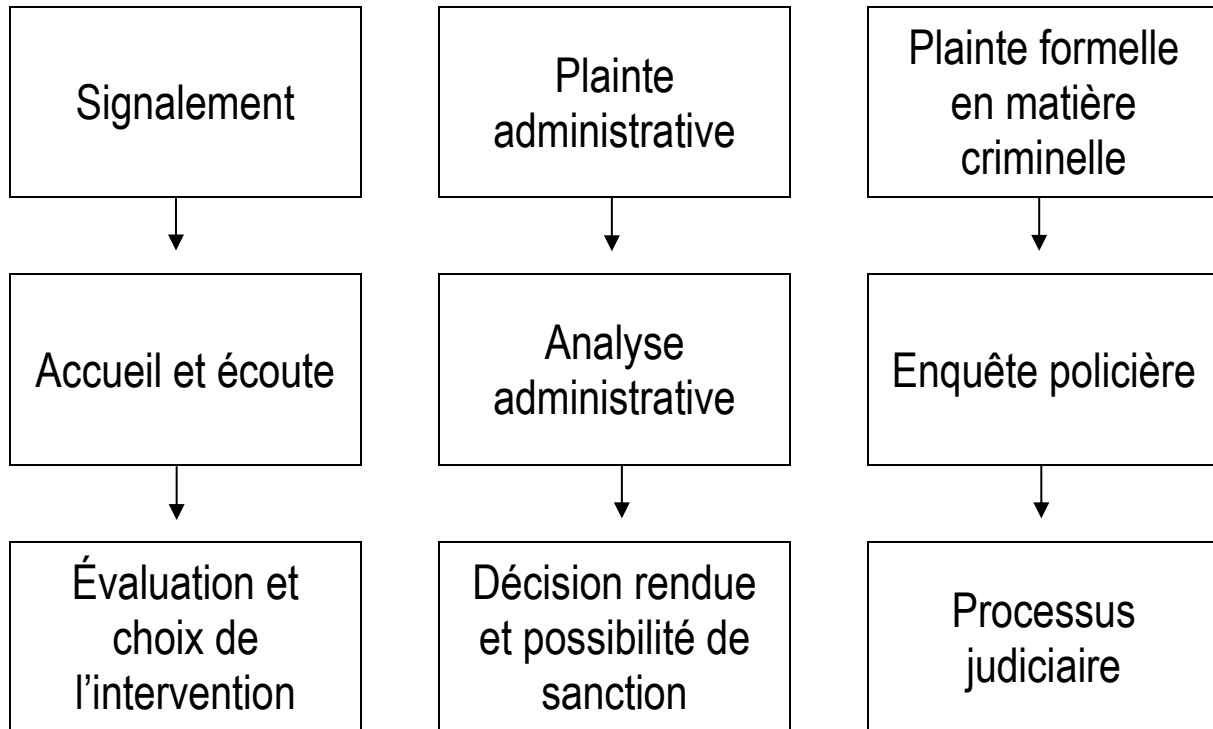 Signalement
Plainte
administrative
Plainte formelle
en matière
criminelle
Accueil et écoute
Analyse
administrative
Enquête policière
Évaluation et
choix de
l’intervention
Décision rendue
et possibilité de
sanction
Processus
judiciaire